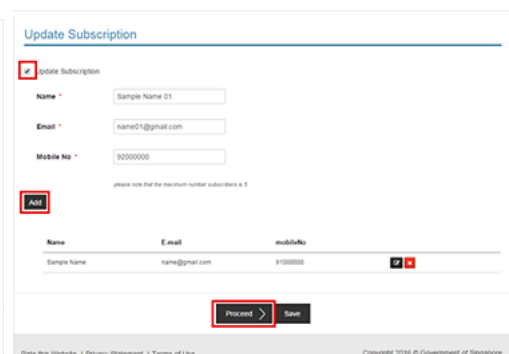 Update Subscription
Update Subscription
Name *
Sample Name 01
Email *
name01@gmail.com
Mobile No *
92000000
please note that the maximum number subscribers is 5
Add
Name E-mail mobileNo
Sample Name name@gmail.com 91000000
Proceed Save
Rate this Website | Privacy Statement | Terms of Use Copyright 2016 © Government of Singapore